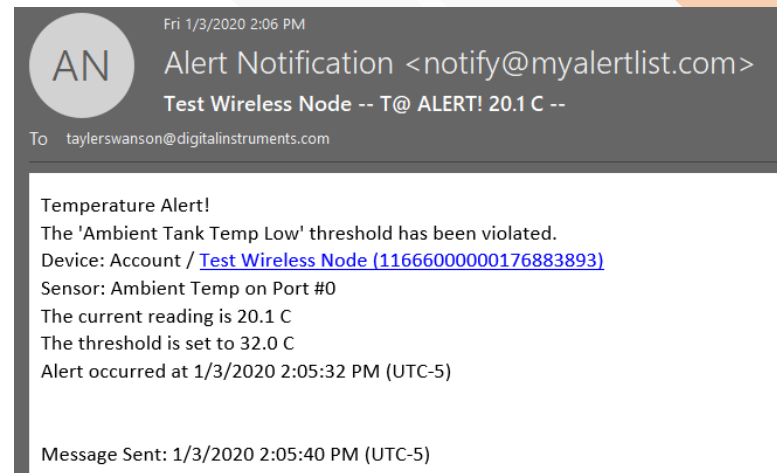 Fri 1/3/2020 2:06 PM
AN
Alert Notification <notify@myalertlist.com>
Test Wireless Node -- T@ ALERT! 20.1 C --
To taylerswanson@digitalinstruments.com
Temperature Alert!
The 'Ambient Tank Temp Low' threshold has been violated.
Device: Account / Test Wireless Node (11666000000176883893)
Sensor: Ambient Temp on Port #0
The current reading is 20.1 C
The threshold is set to 32.0 C
Alert occurred at 1/3/2020 2:05:32 PM (UTC-5)
Message Sent: 1/3/2020 2:05:40 PM (UTC-5)